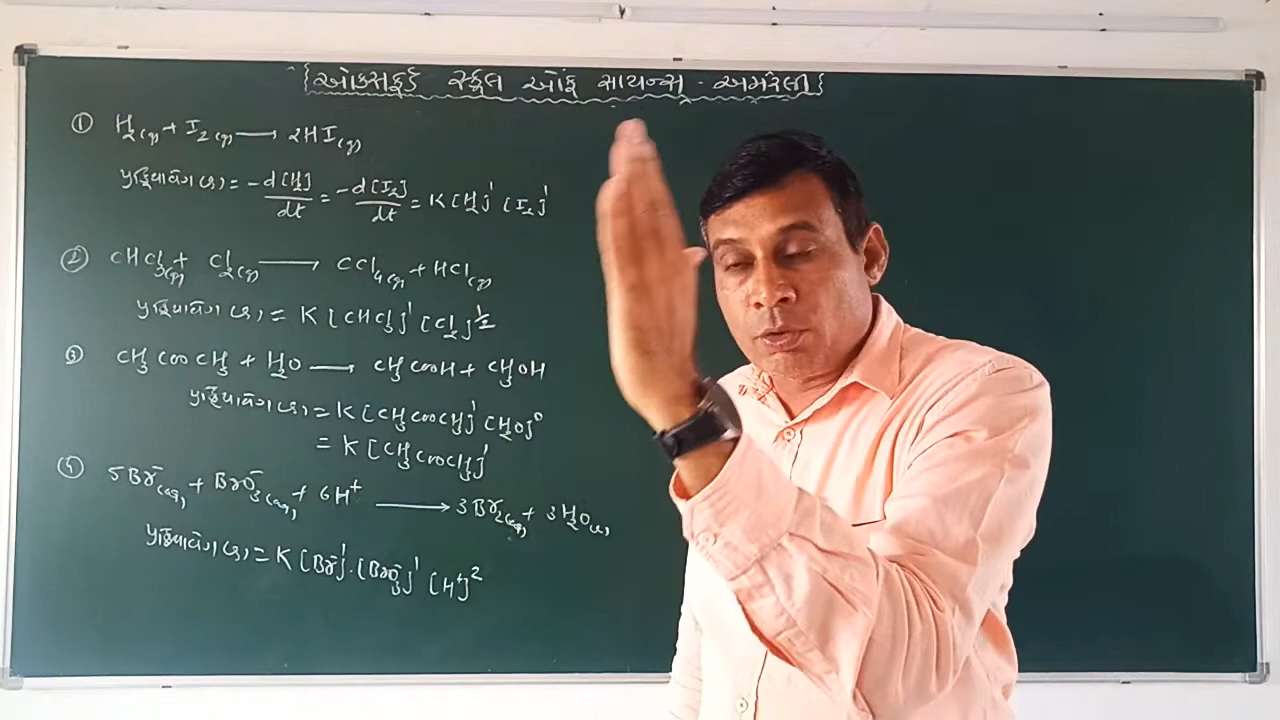 {ઓક્સફર્ડ સ્કૂલ ઓફ સાયન્સ - અમરેલી}
① H₂(g) + I₂(g) ⟶ 2HI(g)
પ્રક્રિયાવેગ(r) = -d[H₂]/dt = -d[I₂]/dt = K[H₂]¹ [I₂]¹
② CHCl₃(g) + Cl₂(g) ⟶ CCl₄(g) + HCl(g)
પ્રક્રિયાવેગ(r) = K[CHCl₃]¹ [Cl₂]^½
③ CH₃COOCH₃ + H₂O ⟶ CH₃COOH + CH₃OH
પ્રક્રિયાવેગ(r) = K[CH₃COOCH₃]¹ [H₂O]⁰
= K[CH₃COOCH₃]¹
5Br⁻(aq) + BrO₃⁻(aq) + 6H⁺ ⟶ 3Br₂(aq) + 3H₂O(l)
પ્રક્રિયાવેગ(r) = K[Br⁻]¹·[BrO₃⁻]¹ [H⁺]²